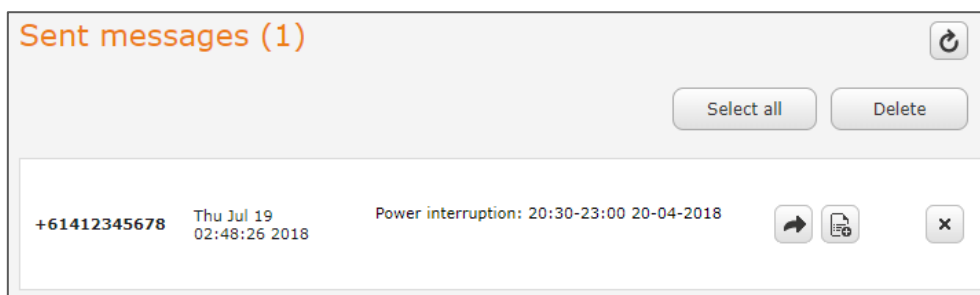 Sent messages (1)
Select all
Delete
+61412345678
Thu Jul 19
02:48:26 2018
Power interruption: 20:30-23:00 20-04-2018